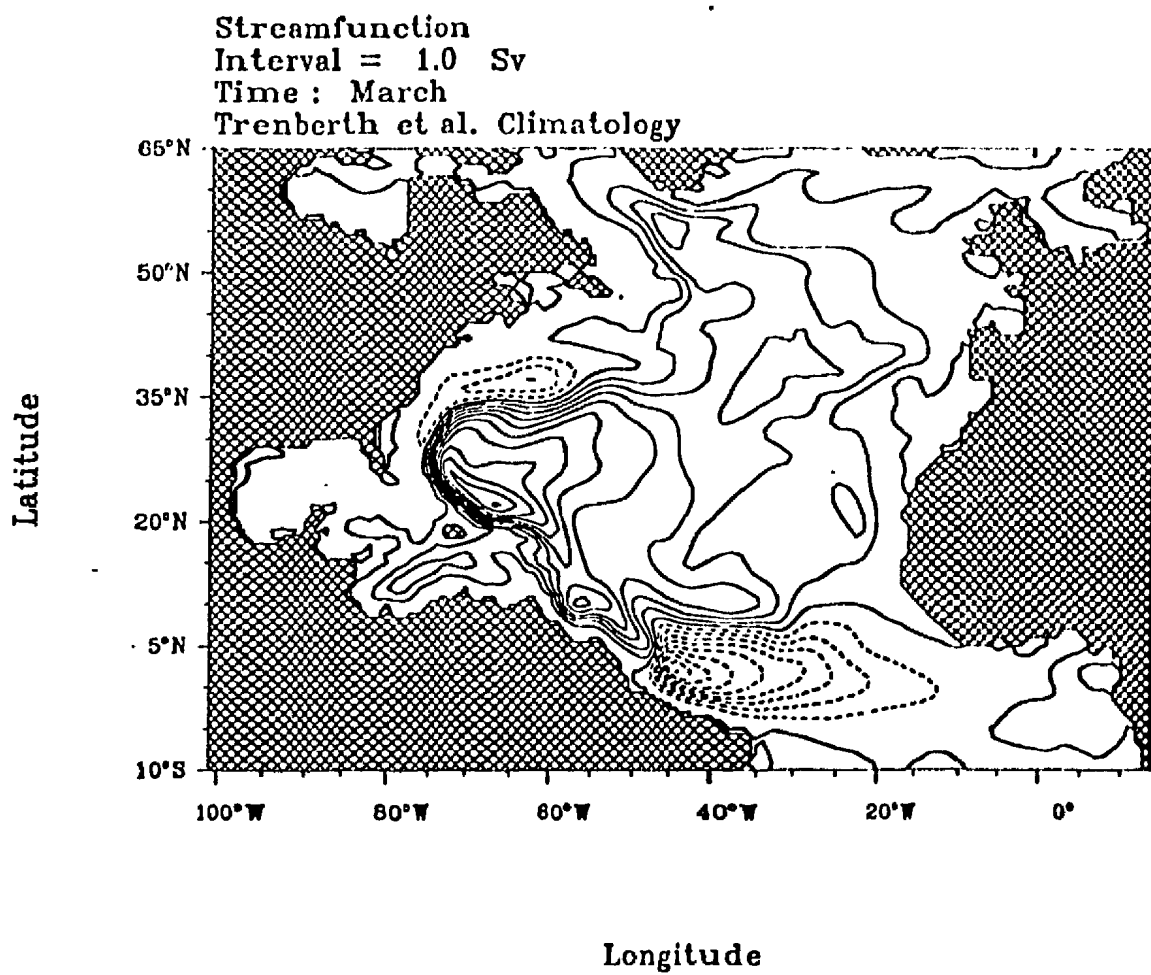 Streamfunction
Interval = 1.0 Sv
Time : March
Trenberth et al. Climatology
65°N
50°N
35°N
20°N
5°N
10°S
100°W
80°W
60°W
40°W
20°W
0°
Latitude
Longitude